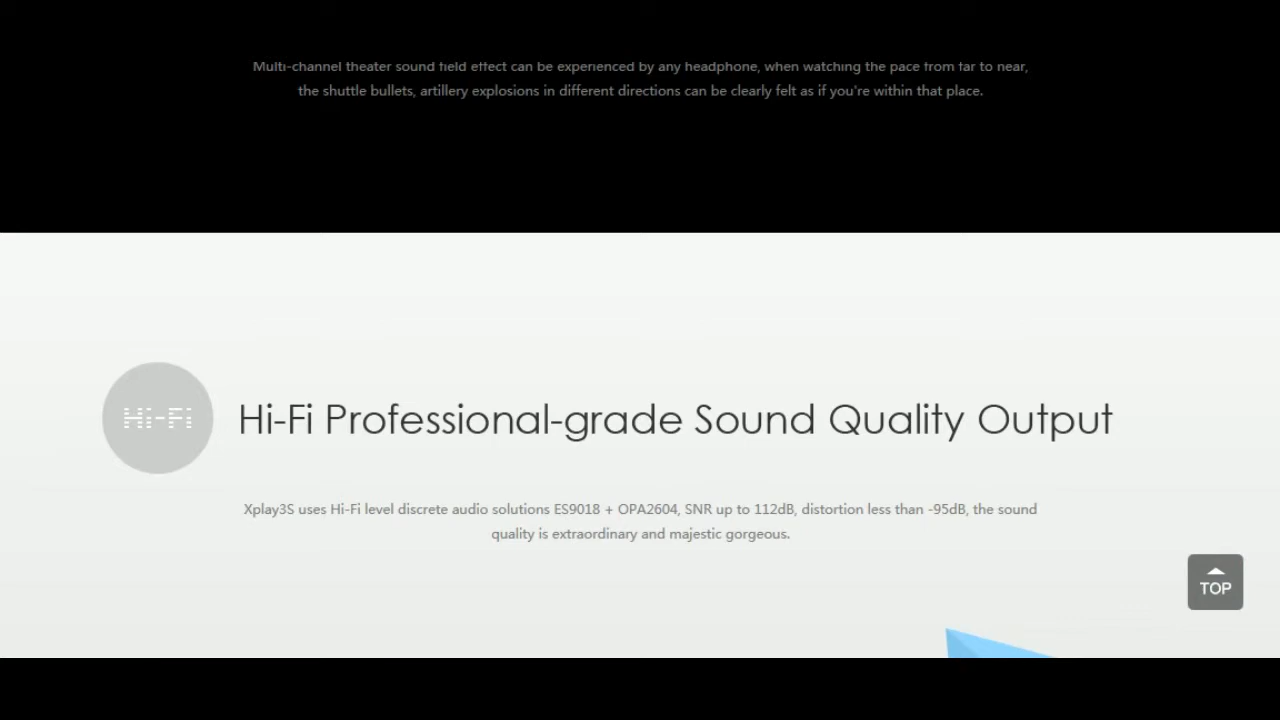 Multi-channel theater sound field effect can be experienced by any headphone, when watching the pace from far to near,
the shuttle bullets, artillery explosions in different directions can be clearly felt as if you're within that place.
Hi-Fi
Hi-Fi Professional-grade Sound Quality Output
Xplay3S uses Hi-Fi level discrete audio solutions ES9018 + OPA2604, SNR up to 112dB, distortion less than -95dB, the sound
quality is extraordinary and majestic gorgeous.
TOP